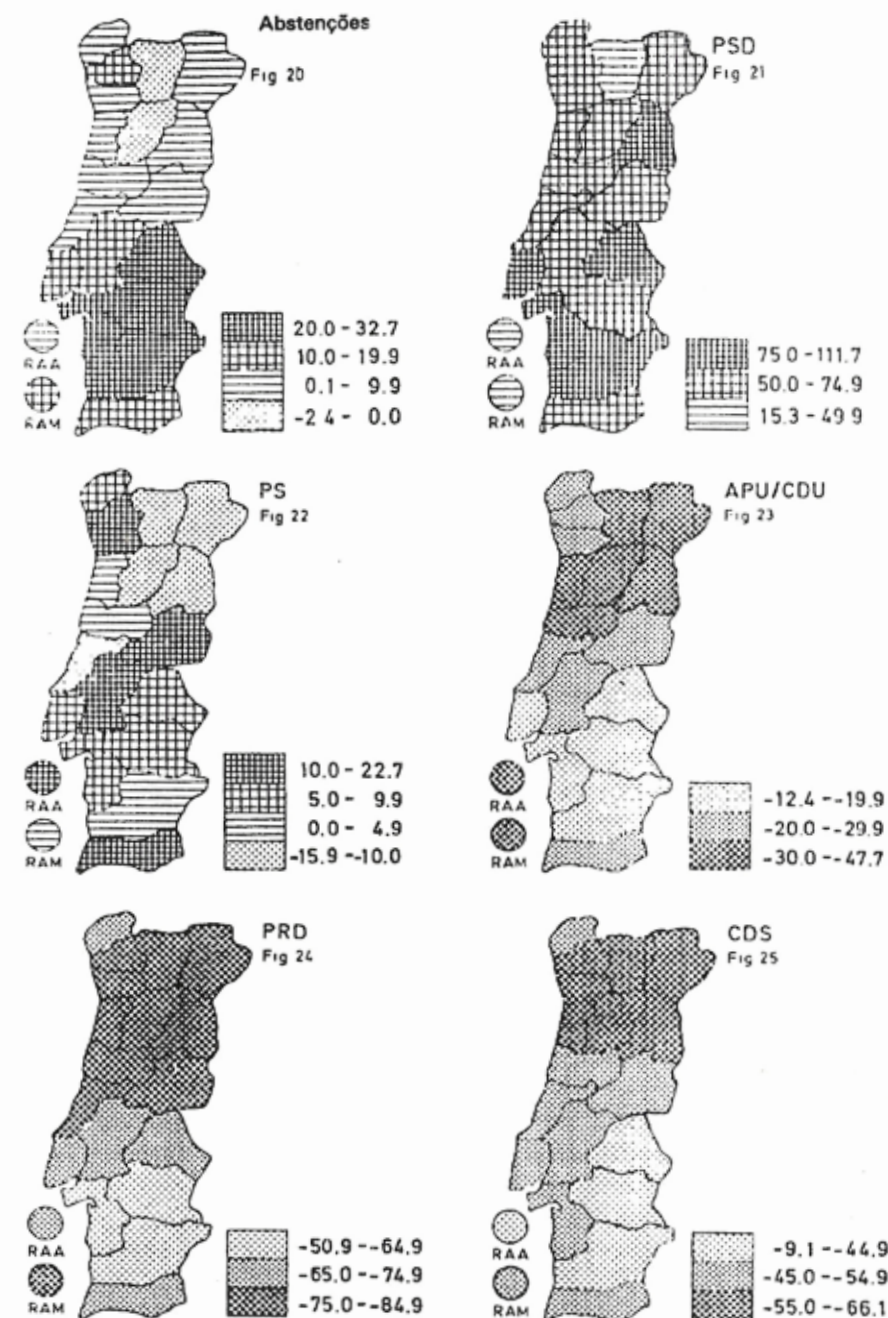 Abstenções
Fig 20
RAA
RAM
20.0 - 32.7
10.0 - 19.9
0.1 - 9.9
-2 4 - 0.0
PSD
Fig 21
RAA
RAM
75 0 - 111.7
50.0 - 74.9
15.3 - 49 9
PS
Fig 22
RAA
RAM
10.0 - 22.7
5.0 - 9.9
0.0 - 4.9
-15.9 --10.0
APU/CDU
Fig 23
RAA
RAM
-12.4 --19.9
-20.0 --29.9
-30.0 --47.7
PRD
Fig 24
RAA
RAM
-50.9 --64.9
-65.0 --74.9
-75.0 --84.9
CDS
Fig 25
RAA
RAM
-9.1 --44.9
-45.0 --54.9
-55.0 --66.1